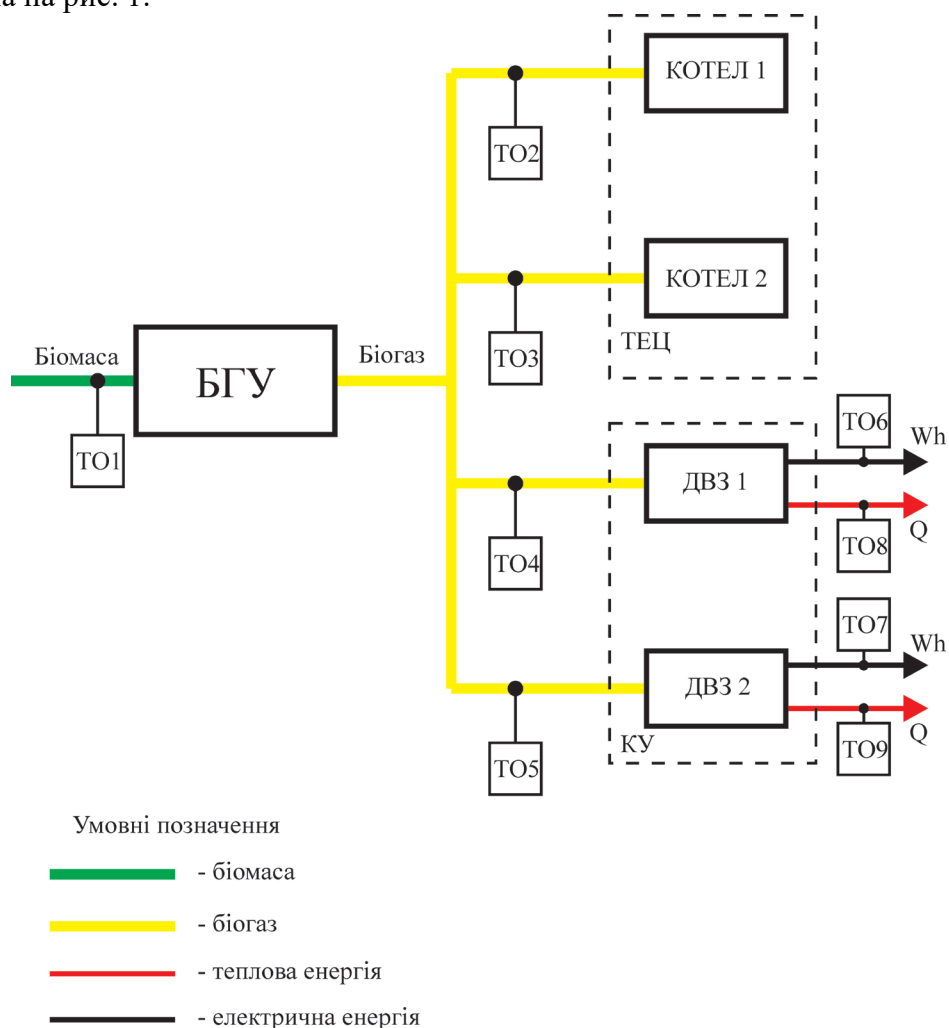 на рис. 1.
КОТЕЛ 1
ТО2
КОТЕЛ 2
ТО3
ТЕЦ
Біомаса
БГУ
Біогаз
ТО1
ТО6
Wh
ДВЗ 1
Q
ТО4
ТО8
ТО7
Wh
ДВЗ 2
Q
КУ
ТО5
ТО9
Умовні позначення
- біомаса
- біогаз
- теплова енергія
- електрична енергія